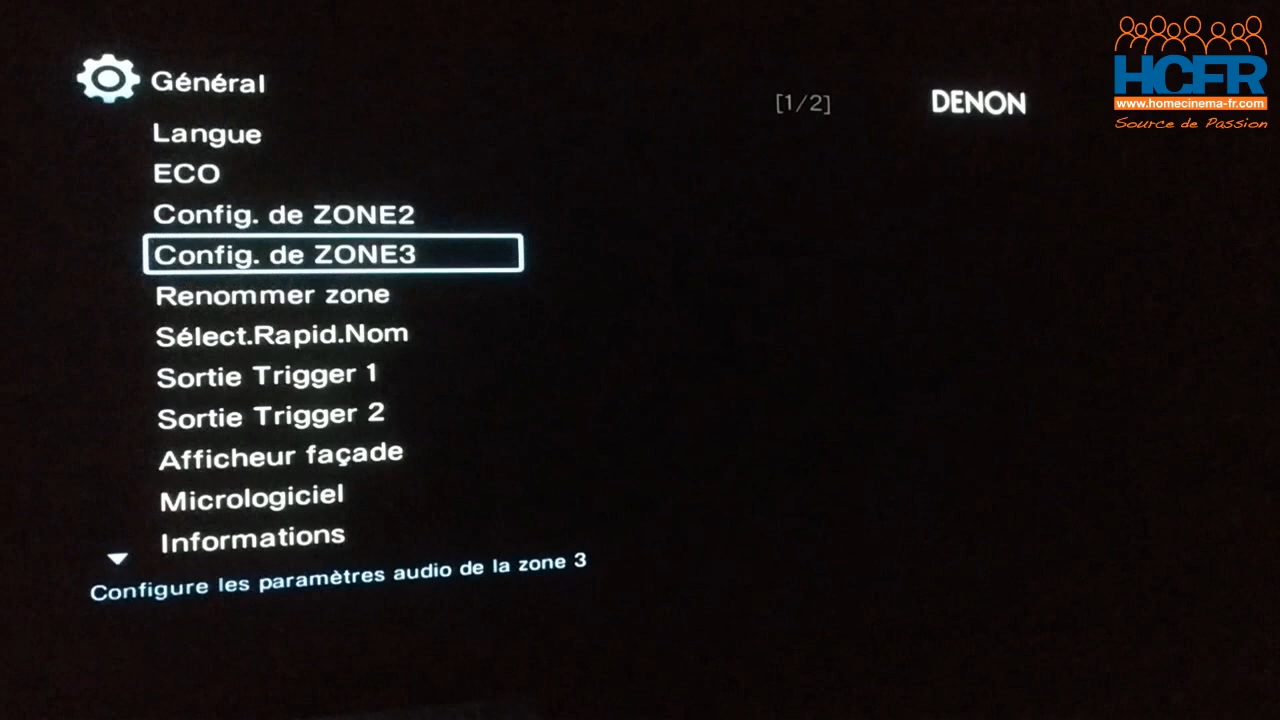 Général
[1/2]
DENON
HCFR
www.homecinema-fr.com
Source de Passion
Langue
ECO
Config. de ZONE2
Config. de ZONE3
Renommer zone
Sélect.Rapid.Nom
Sortie Trigger 1
Sortie Trigger 2
Afficheur façade
Micrologiciel
Informations
Configure les paramètres audio de la zone 3